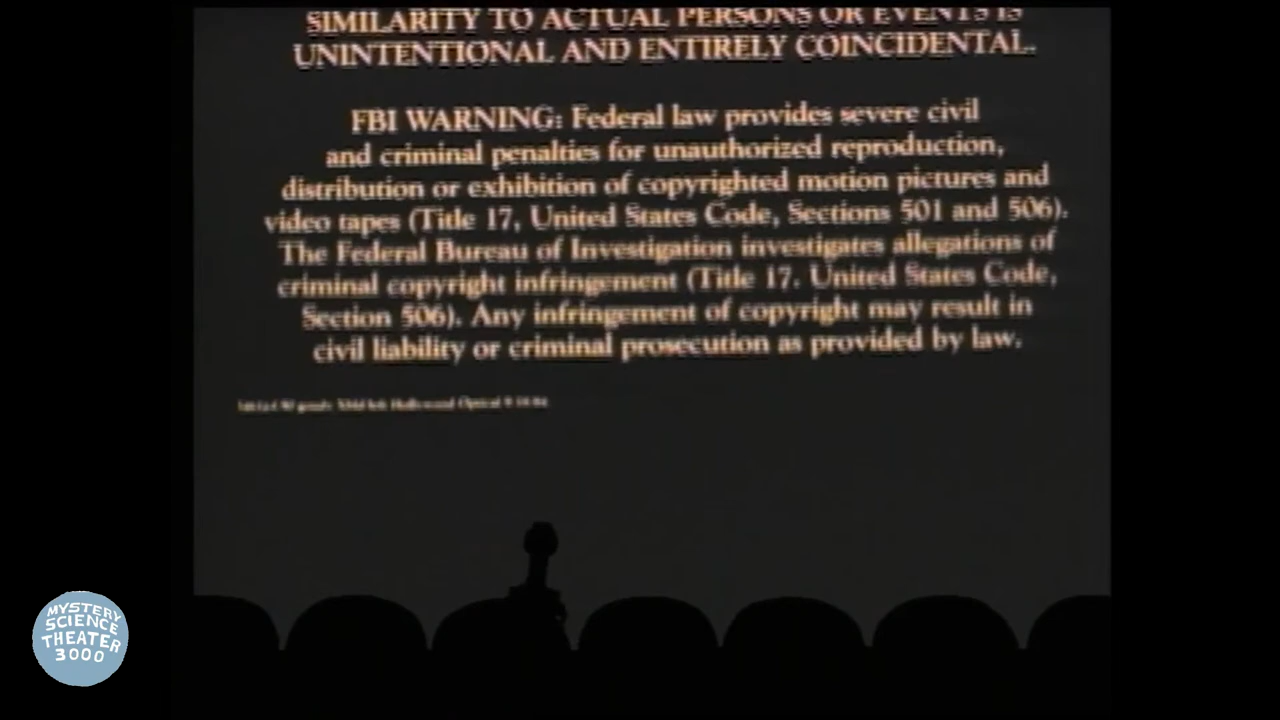 SIMILARITY TO ACTUAL PERSONS OR EVENTS IS
UNINTENTIONAL AND ENTIRELY COINCIDENTAL.
FBI WARNING: Federal law provides severe civil
and criminal penalties for unauthorized reproduction,
distribution or exhibition of copyrighted motion pictures and
video tapes (Title 17, United States Code, Sections 501 and 506).
The Federal Bureau of Investigation investigates allegations of
criminal copyright infringement (Title 17. United States Code,
Section 506). Any infringement of copyright may result in
civil liability or criminal prosecution as provided by law.
Hollywood Optical
MYSTERY
SCIENCE
THEATER
3000